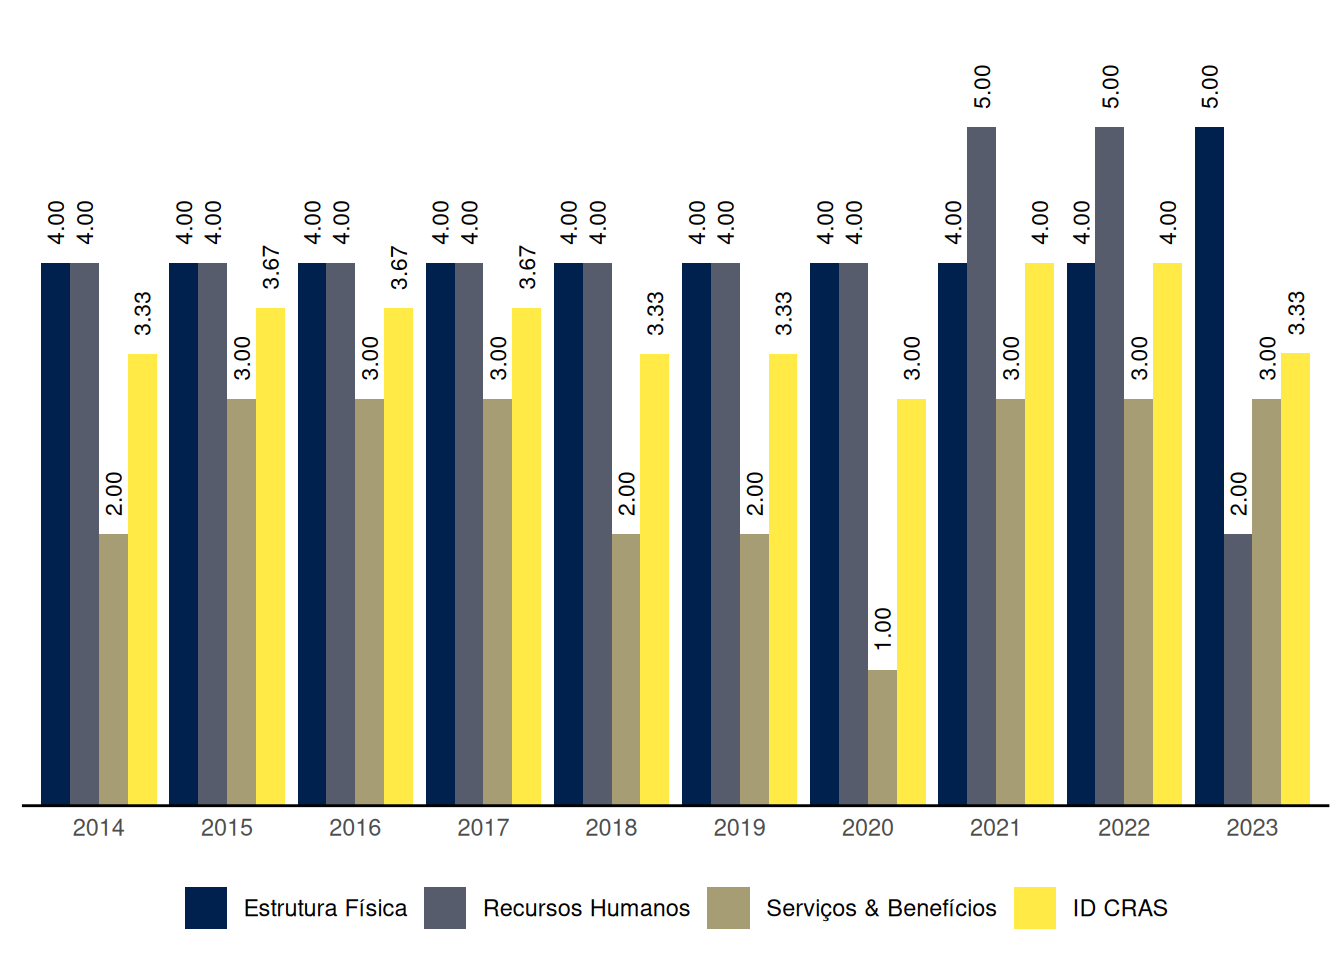 5.00 5.00 5.00
4.00 4.00 4.00 4.00 4.00 4.00 4.00 4.00 4.00 4.00 4.00 4.00 4.00 4.00 4.00 4.00 4.00 4.00
3.67 3.67 3.67
3.33 3.33 3.33 3.33
3.00 3.00 3.00 3.00 3.00 3.00 3.00
2.00 2.00 2.00 2.00
1.00
2014 2015 2016 2017 2018 2019 2020 2021 2022 2023
Estrutura Física Recursos Humanos Serviços & Benefícios ID CRAS